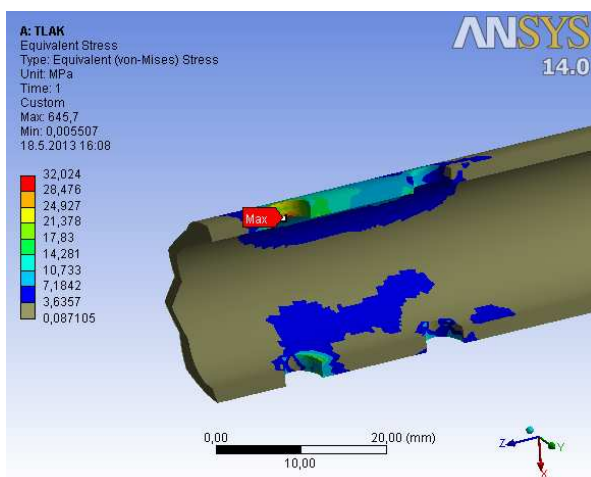 A: TLAK
Equivalent Stress
Type: Equivalent (von-Mises) Stress
Unit: MPa
Time: 1
Custom
Max: 645,7
Min: 0,005507
18.5.2013 16:08
ANSYS
14.0
32,024
28,476
24,927
21,378
17,83
14,281
10,733
7,1842
3,6357
0,087105
Max
0,00
20,00 (mm)
10,00
Z
Y
X